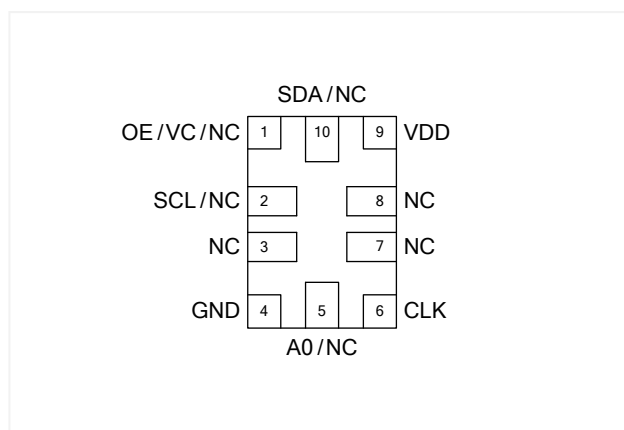 SDA/NC
OE/VC/NC 1 10 9 VDD
SCL/NC 2 8 NC
NC 3 7 NC
GND 4 5 6 CLK
A0/NC